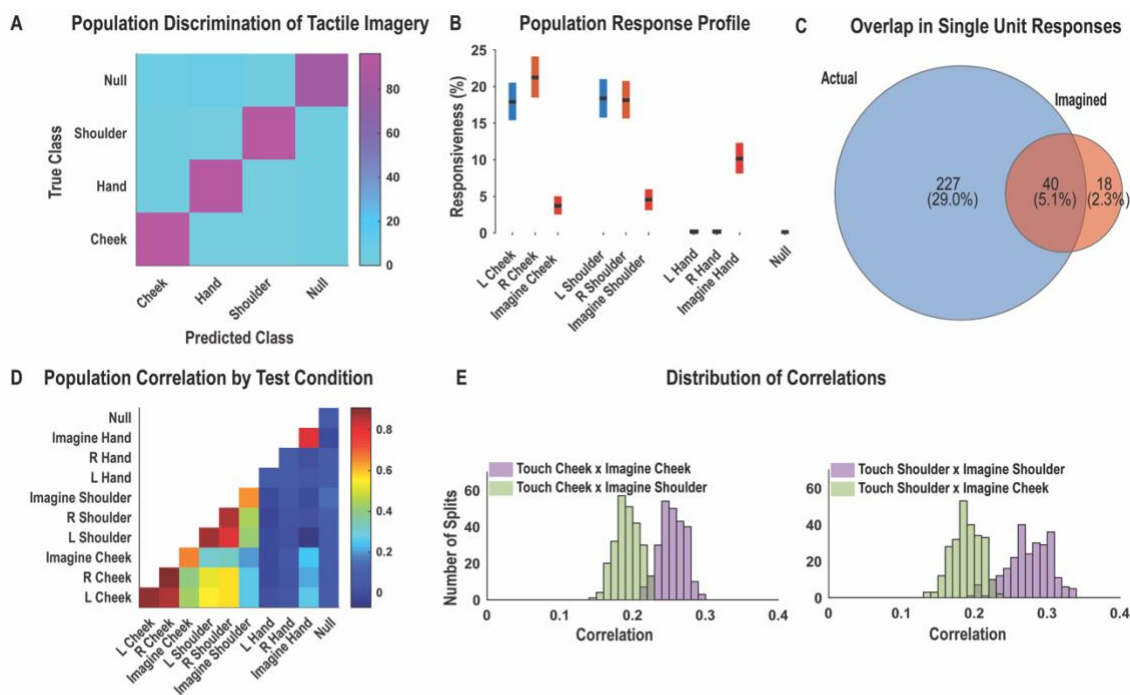 A Population Discrimination of Tactile Imagery
Null
Shoulder
Hand
Cheek
True Class
Cheek
Hand
Shoulder
Null
Predicted Class
80
60
40
20
0
B Population Response Profile
Responsiveness (%)
25
20
15
10
5
0
L Cheek
R Cheek
Imagine Cheek
L Shoulder
R Shoulder
Imagine Shoulder
L Hand
R Hand
Imagine Hand
Null
C Overlap in Single Unit Responses
Actual
Imagined
227
(29.0%)
40
(5.1%)
18
(2.3%)
D Population Correlation by Test Condition
Null
Imagine Hand
R Hand
L Hand
Imagine Shoulder
R Shoulder
L Shoulder
Imagine Cheek
R Cheek
L Cheek
L Cheek
R Cheek
Imagine Cheek
L Shoulder
R Shoulder
Imagine Shoulder
L Hand
R Hand
Imagine Hand
Null
0.8
0.6
0.4
0.2
0
E Distribution of Correlations
Touch Cheek x Imagine Cheek
Touch Cheek x Imagine Shoulder
Number of Splits
60
40
20
0
0.1
0.2
0.3
0.4
Correlation
Touch Shoulder x Imagine Shoulder
Touch Shoulder x Imagine Cheek
60
40
20
0
0.1
0.2
0.3
0.4
Correlation